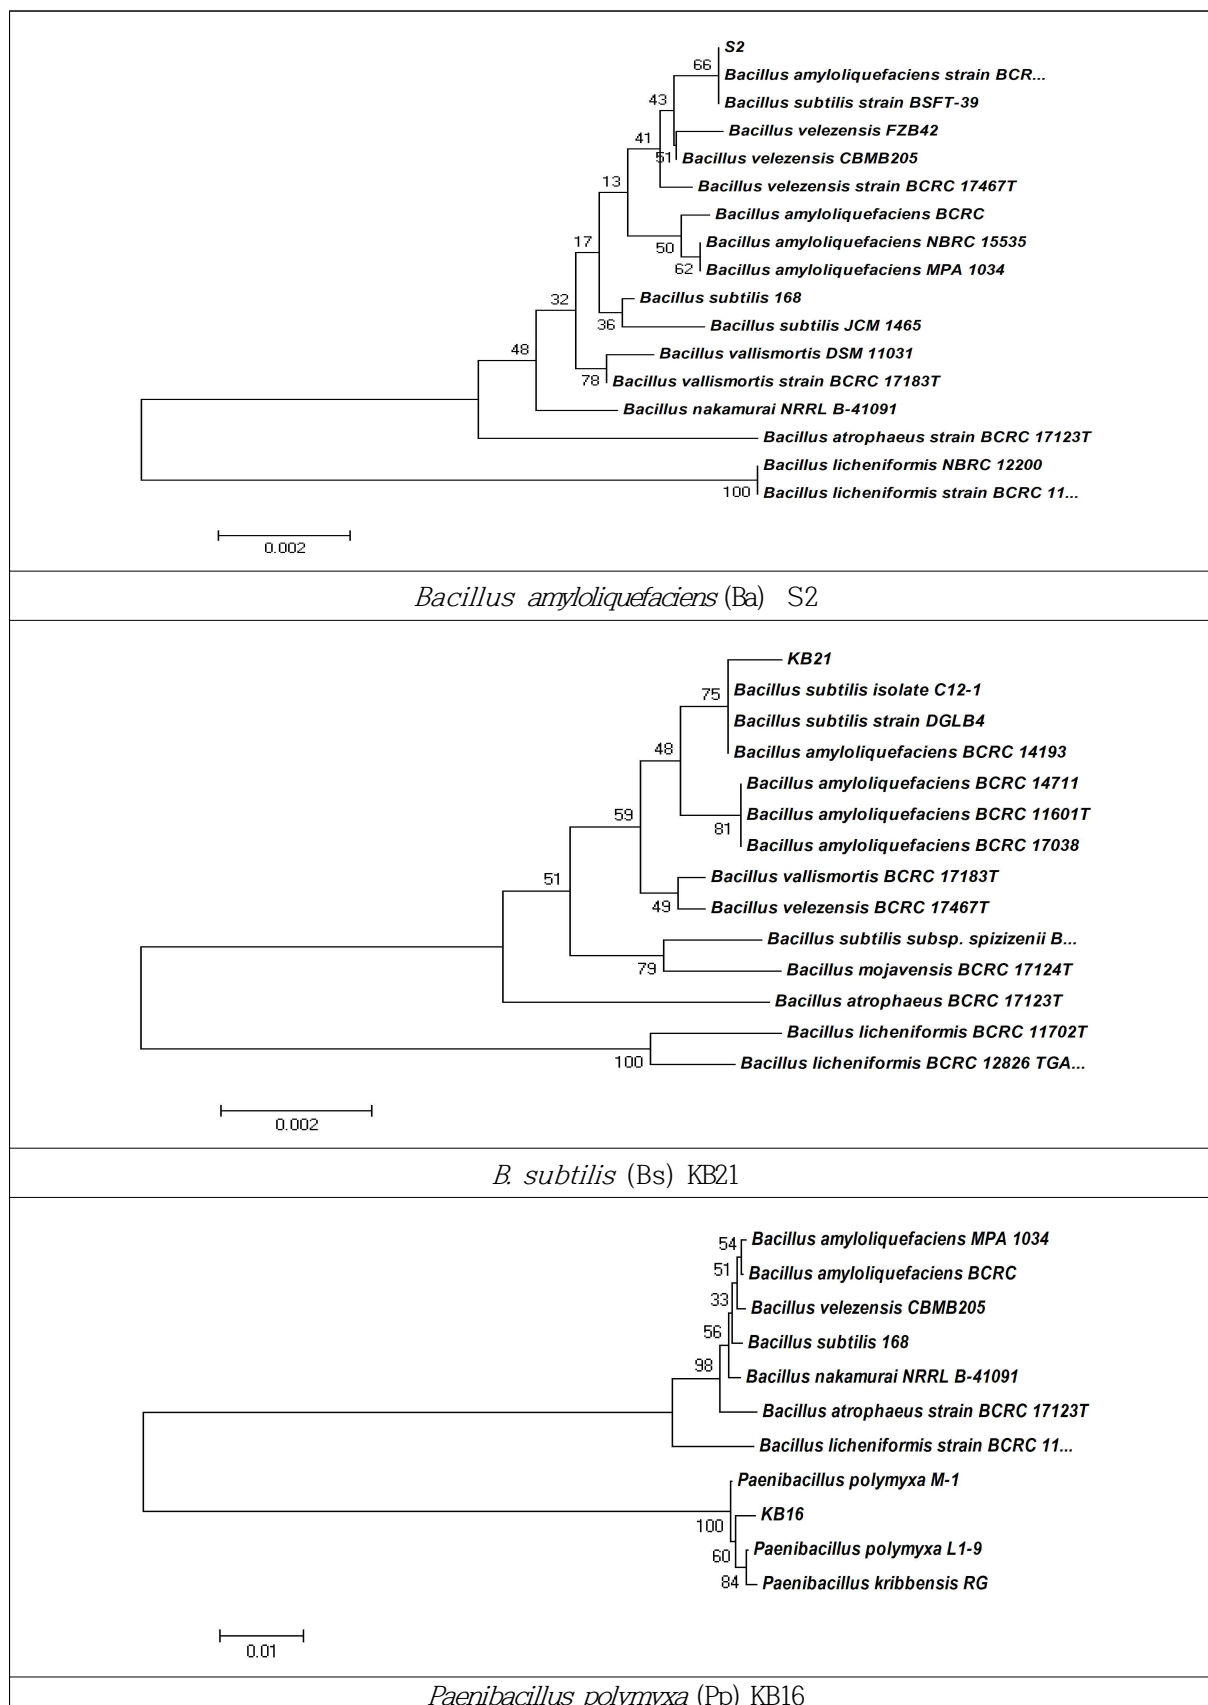 S2
66
Bacillus amyloliquefaciens strain BCR...
Bacillus subtilis strain BSFT-39
43
Bacillus velezensis FZB42
41
51
Bacillus velezensis CBMB205
13
Bacillus velezensis strain BCRC 17467T
Bacillus amyloliquefaciens BCRC
17
50
Bacillus amyloliquefaciens NBRC 15535
62
Bacillus amyloliquefaciens MPA 1034
32
Bacillus subtilis 168
36
Bacillus subtilis JCM 1465
48
Bacillus vallismortis DSM 11031
78
Bacillus vallismortis strain BCRC 17183T
Bacillus nakamurai NRRL B-41091
Bacillus atrophaeus strain BCRC 17123T
Bacillus licheniformis NBRC 12200
100
Bacillus licheniformis strain BCRC 11...
0.002
Bacillus amyloliquefaciens (Ba) S2
KB21
75
Bacillus subtilis isolate C12-1
Bacillus subtilis strain DGLB4
48
Bacillus amyloliquefaciens BCRC 14193
Bacillus amyloliquefaciens BCRC 14711
59
81
Bacillus amyloliquefaciens BCRC 11601T
Bacillus amyloliquefaciens BCRC 17038
51
Bacillus vallismortis BCRC 17183T
49
Bacillus velezensis BCRC 17467T
Bacillus subtilis subsp. spizizenii B...
79
Bacillus mojavensis BCRC 17124T
Bacillus atrophaeus BCRC 17123T
Bacillus licheniformis BCRC 11702T
100
Bacillus licheniformis BCRC 12826 TGA...
0.002
B. subtilis (Bs) KB21
54
Bacillus amyloliquefaciens MPA 1034
51
Bacillus amyloliquefaciens BCRC
33
Bacillus velezensis CBMB205
56
Bacillus subtilis 168
98
Bacillus nakamurai NRRL B-41091
Bacillus atrophaeus strain BCRC 17123T
Bacillus licheniformis strain BCRC 11...
Paenibacillus polymyxa M-1
100
KB16
60
Paenibacillus polymyxa L1-9
84
Paenibacillus kribbensis RG
0.01
Paenibacillus polymyxa (Pp) KB16